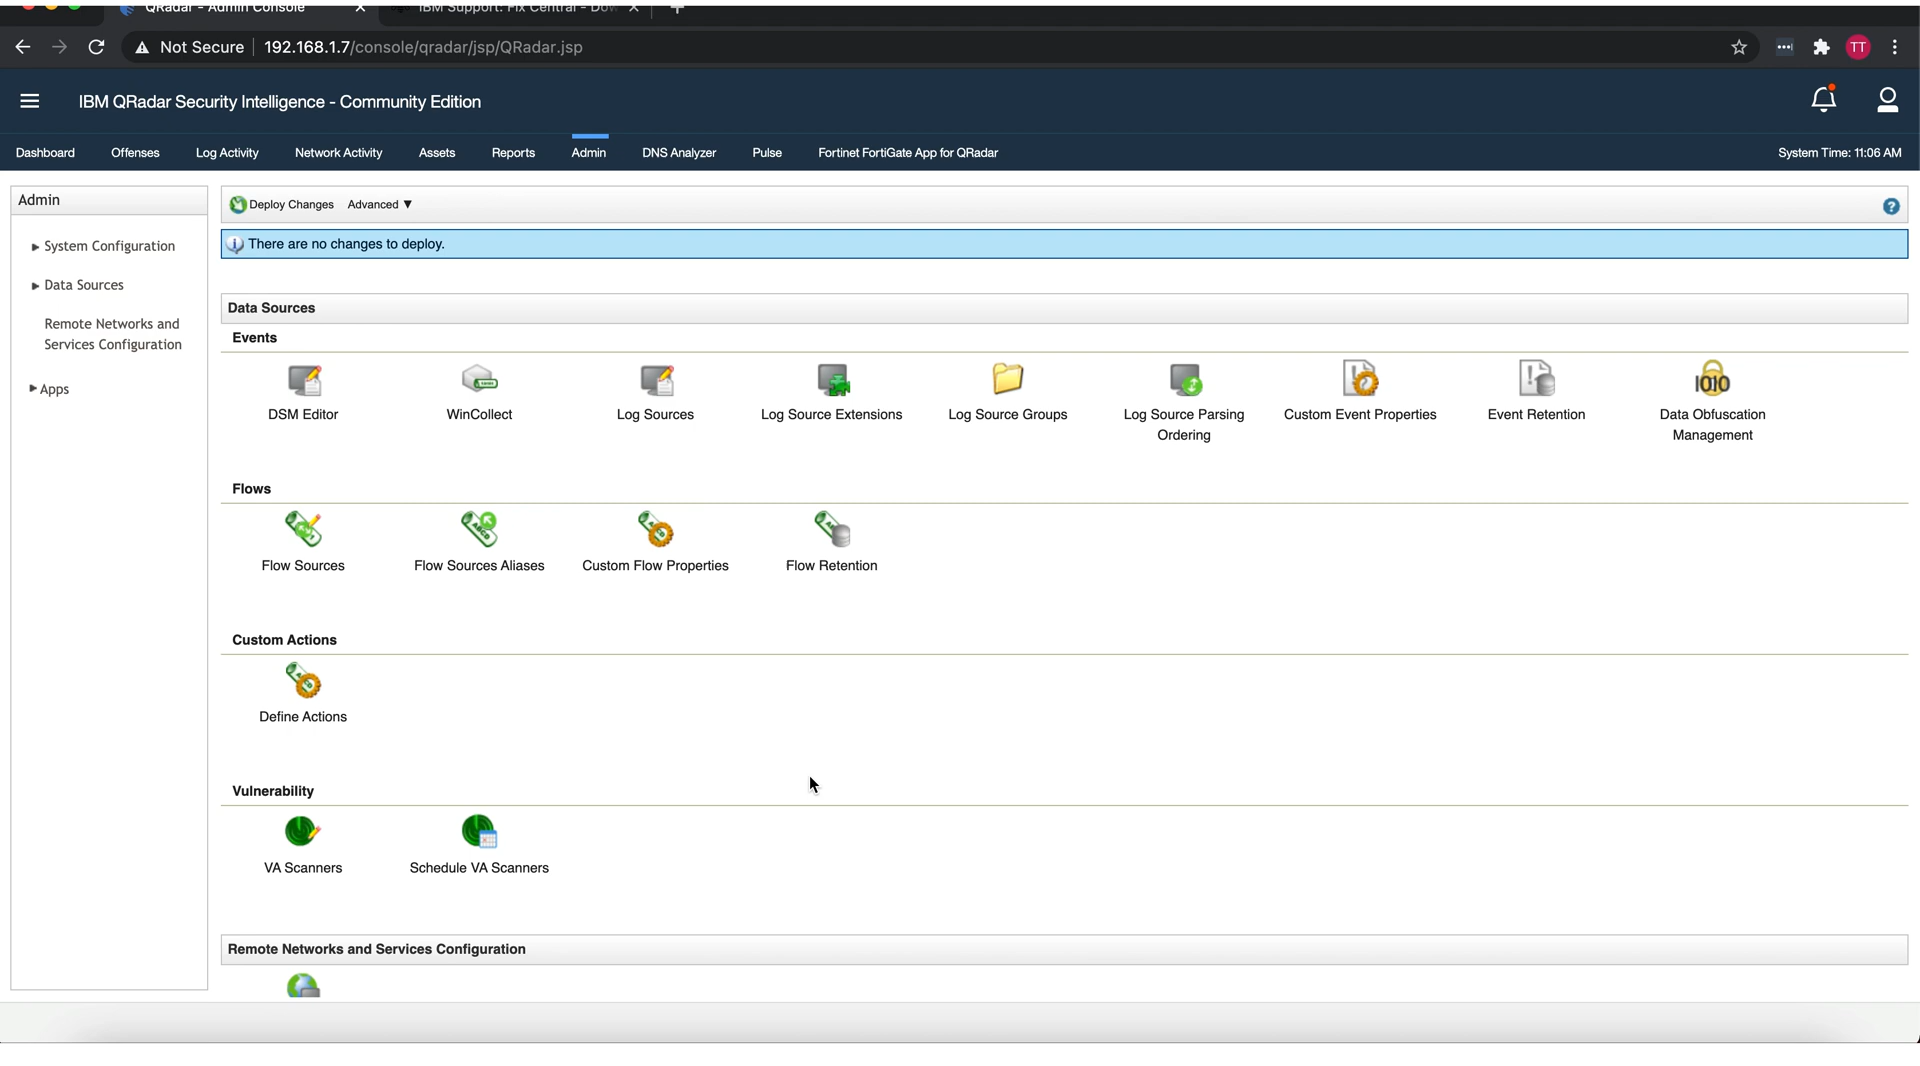 QRadar - Admin Console
IBM Support: Fix Central - Dow
Not Secure 192.168.1.7/console/qradar/jsp/QRadar.jsp
TT
IBM QRadar Security Intelligence - Community Edition
Dashboard Offenses Log Activity Network Activity Assets Reports Admin DNS Analyzer Pulse Fortinet FortiGate App for QRadar System Time: 11:06 AM
Admin
System Configuration
Data Sources
Remote Networks and
Services Configuration
Apps
Deploy Changes Advanced ▼
?
There are no changes to deploy.
Data Sources
Events
DSM Editor WinCollect Log Sources Log Source Extensions Log Source Groups Log Source Parsing Custom Event Properties Event Retention Data Obfuscation
Ordering Management
Flows
Flow Sources Flow Sources Aliases Custom Flow Properties Flow Retention
Custom Actions
Define Actions
Vulnerability
VA Scanners Schedule VA Scanners
Remote Networks and Services Configuration